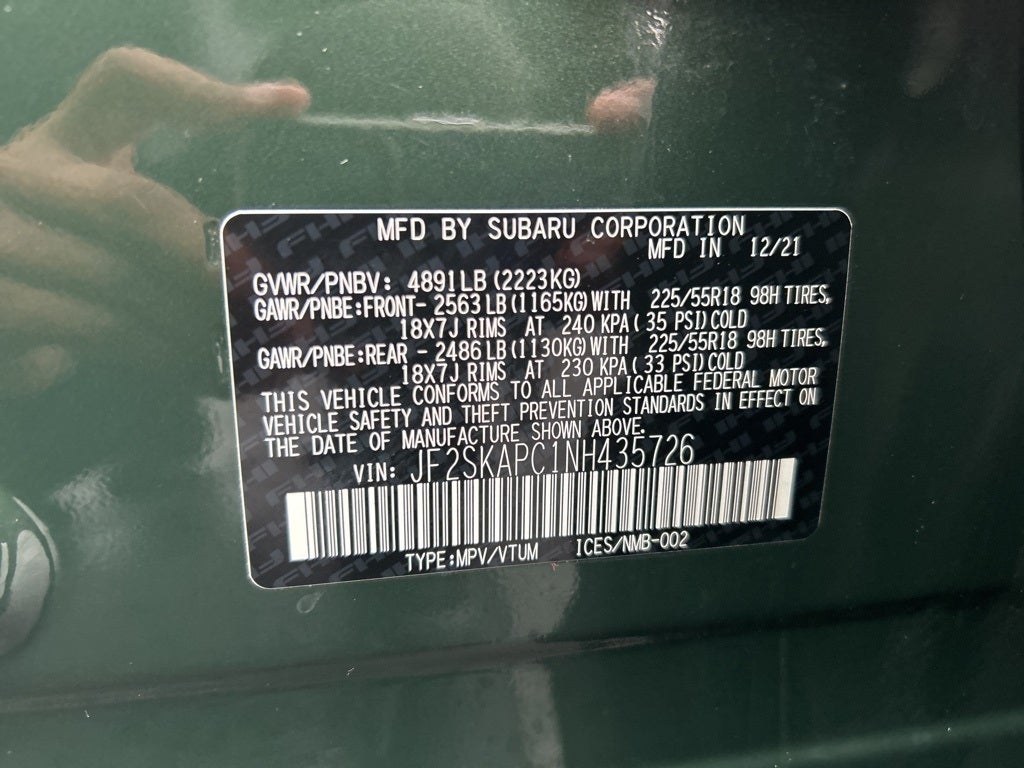 MFD BY SUBARU CORPORATION
MFD IN 12/21
GVWR/PNBV: 4891LB (2223KG)
GAWR/PNBE:FRONT- 2563 LB (1165KG) WITH 225/55R18 98H TIRES,
18X7J RIMS AT 240 KPA ( 35 PSI) COLD
GAWR/PNBE:REAR - 2486 LB (1130KG) WITH 225/55R18 98H TIRES,
18X7J RIMS AT 230 KPA ( 33 PSI) COLD
THIS VEHICLE CONFORMS TO ALL APPLICABLE FEDERAL MOTOR
VEHICLE SAFETY AND THEFT PREVENTION STANDARDS IN EFFECT ON
THE DATE OF MANUFACTURE SHOWN ABOVE.
VIN: JF2SKAPC1NH435726
TYPE:MPV/VTUM ICES/NMB-002